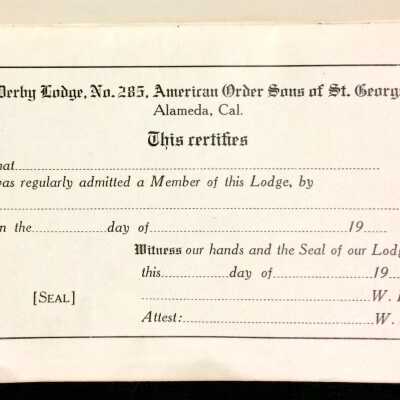 Derby Lodge, No. 285, American Order Sons of St. Georg
Alameda, Cal.
This certifies
hat
was regularly admitted a Member of this Lodge, by
n the day of 19
Witness our hands and the Seal of our Lodg
this day of 19
[SEAL] W.
Attest: W.